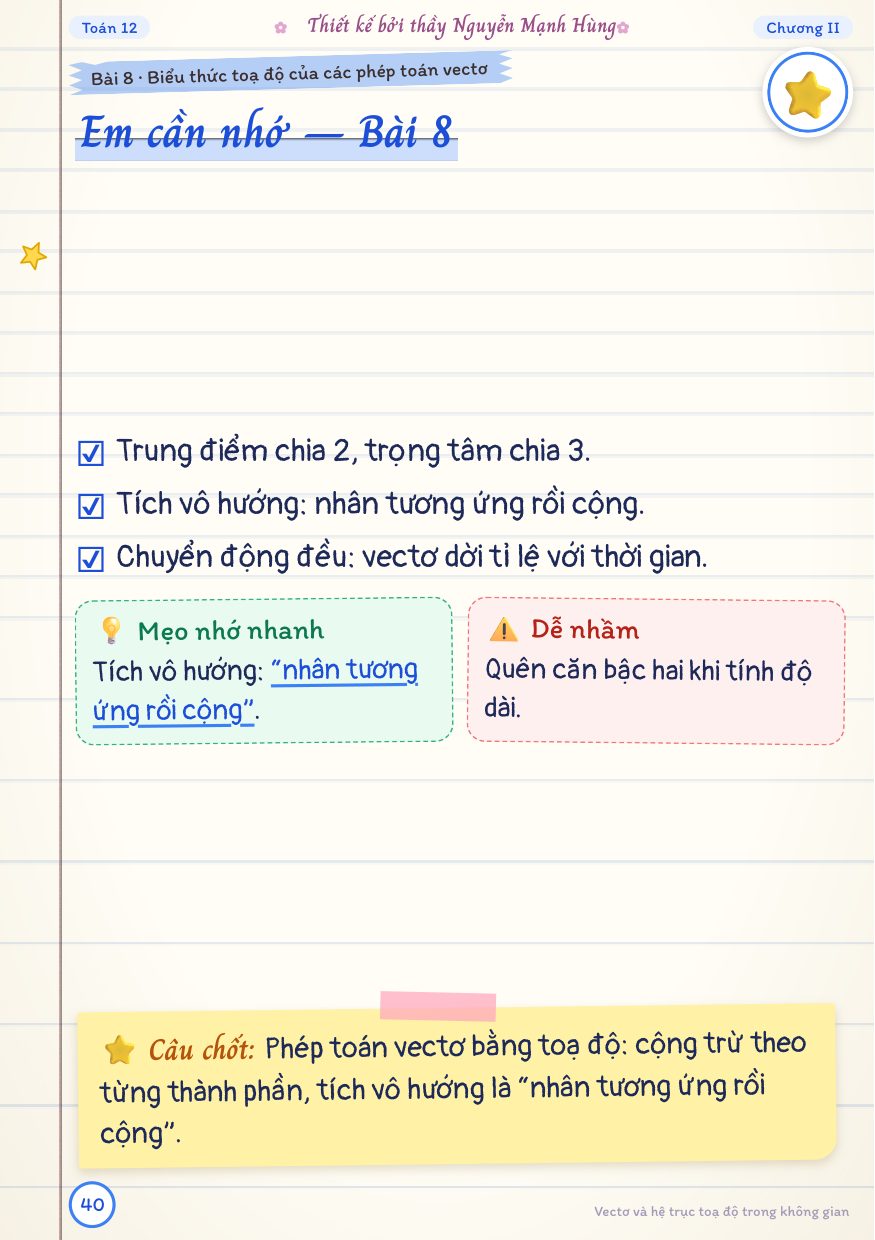 Toán 12
Thiết kế bởi thầy Nguyễn Mạnh Hùng
Chương II
Bài 8 · Biểu thức toạ độ của các phép toán vectơ
Em cần nhớ — Bài 8
Trung điểm chia 2, trọng tâm chia 3.
Tích vô hướng: nhân tương ứng rồi cộng.
Chuyển động đều: vectơ dời tỉ lệ với thời gian.
Mẹo nhớ nhanh
Tích vô hướng: “nhân tương
ứng rồi cộng”.
Dễ nhầm
Quên căn bậc hai khi tính độ
dài.
Câu chốt: Phép toán vectơ bằng toạ độ: cộng trừ theo
từng thành phần, tích vô hướng là “nhân tương ứng rồi
cộng”.
40
Vectơ và hệ trục toạ độ trong không gian